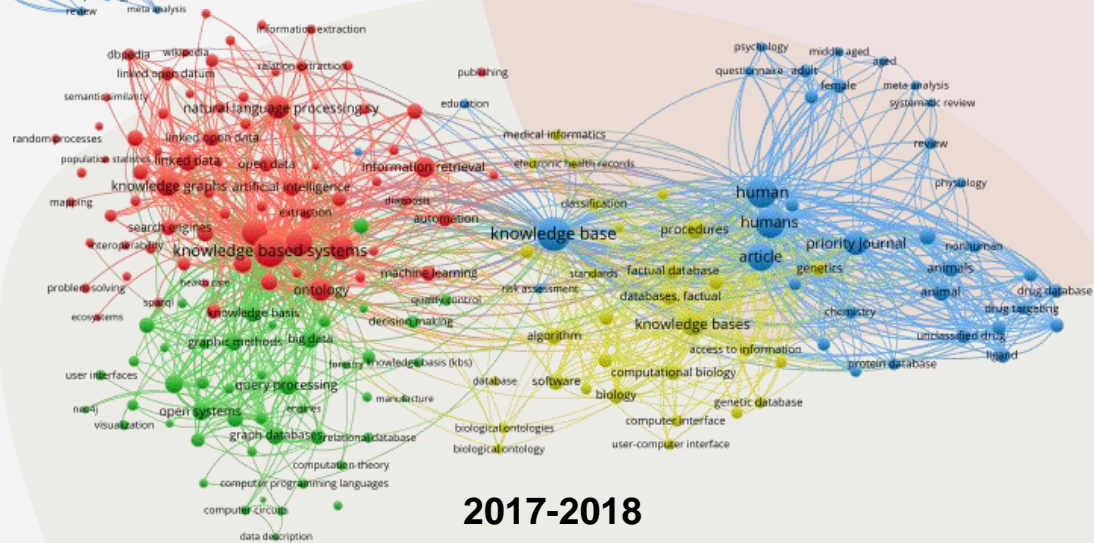 review
meta analysis
information extraction
dbpedia
wikipedia
linked open datum
relation extraction
semantic similarity
natural language processing sy
random processes
linked open data
population statistics
linked data
open data
information retrieval
knowledge graphs
artificial intelligence
mapping
extraction
diagnosis
automation
search engines
interoperability
knowledge based systems
machine learning
problem solving
health care
ontology
sparql
quality control
ecosystems
knowledge basis
decision making
graphic methods
big data
forestry
knowledge basis (kbs)
user interfaces
query processing
manufacture
neo4j
open systems
engines
visualization
graph databases
relational database
computation theory
computer programming languages
computer circuits
data description
publishing
education
medical informatics
electronic health records
classification
knowledge base
procedures
standards
factual database
risk assessment
databases, factual
knowledge bases
algorithm
access to information
computational biology
database
software
biology
genetic database
computer interface
biological ontologies
user-computer interface
biological ontology
psychology
middle aged
aged
questionnaire
adult
female
meta analysis
systematic review
review
physiology
human
humans
priority journal
nonhuman
article
genetics
animals
animal
drug database
chemistry
drug targeting
unclassified drug
ligand
protein database
2017-2018